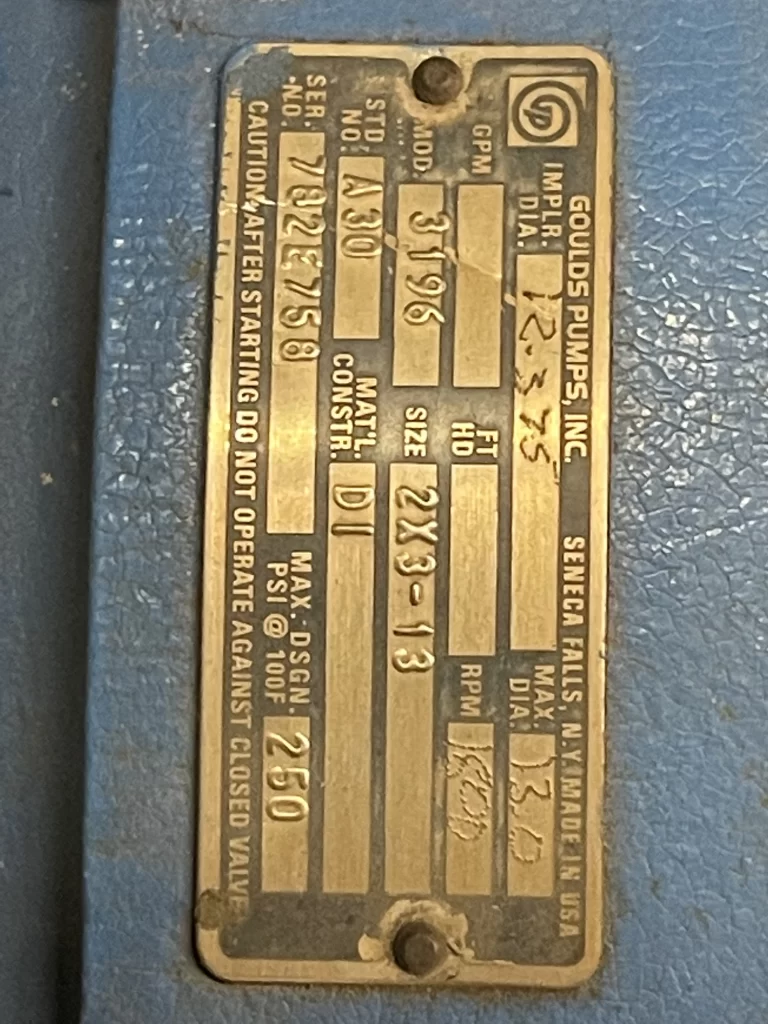 GOULDS PUMPS, INC. SENECA FALLS, N.Y. MADE IN USA
IMPLR. DIA. 12.375 MAX. DIA. 13.0
GPM FT HD RPM
MOD. 3196 SIZE 2X3-13
STD. NO. A30 MAT'L. CONSTR. DI
SER. NO. 782E758 MAX. DSGN. PSI @ 100F 250
CAUTION: AFTER STARTING DO NOT OPERATE AGAINST CLOSED VALVE